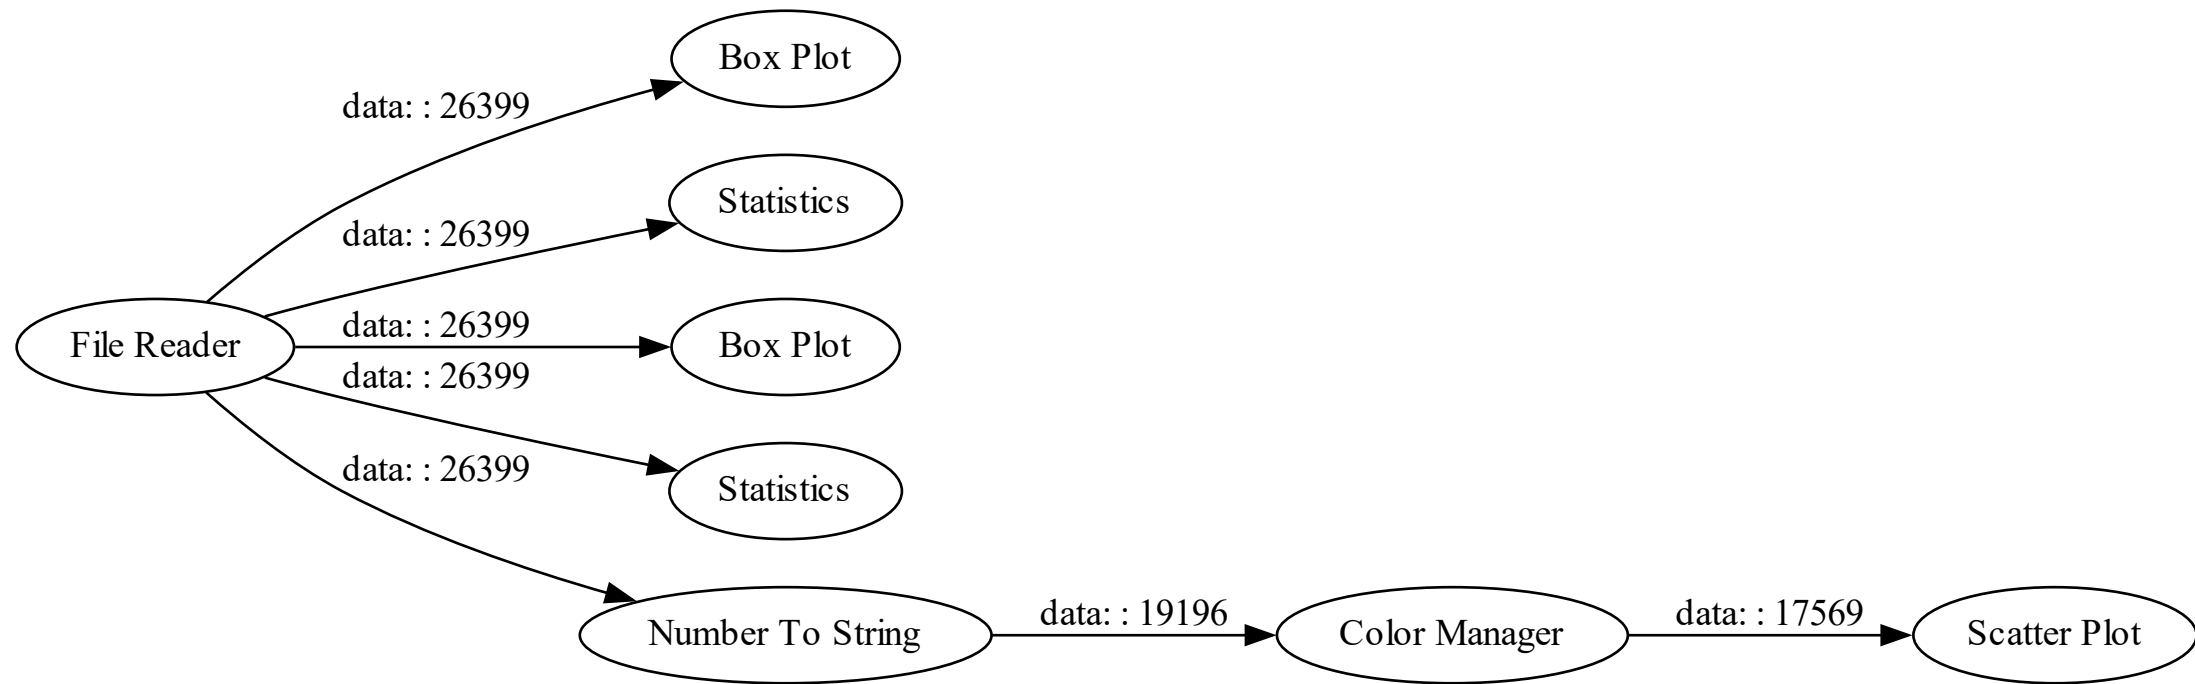 Box Plot
data: : 26399
Statistics
data: : 26399
File Reader
data: : 26399
Box Plot
data: : 26399
data: : 26399
Statistics
Number To String
data: : 19196
Color Manager
data: : 17569
Scatter Plot